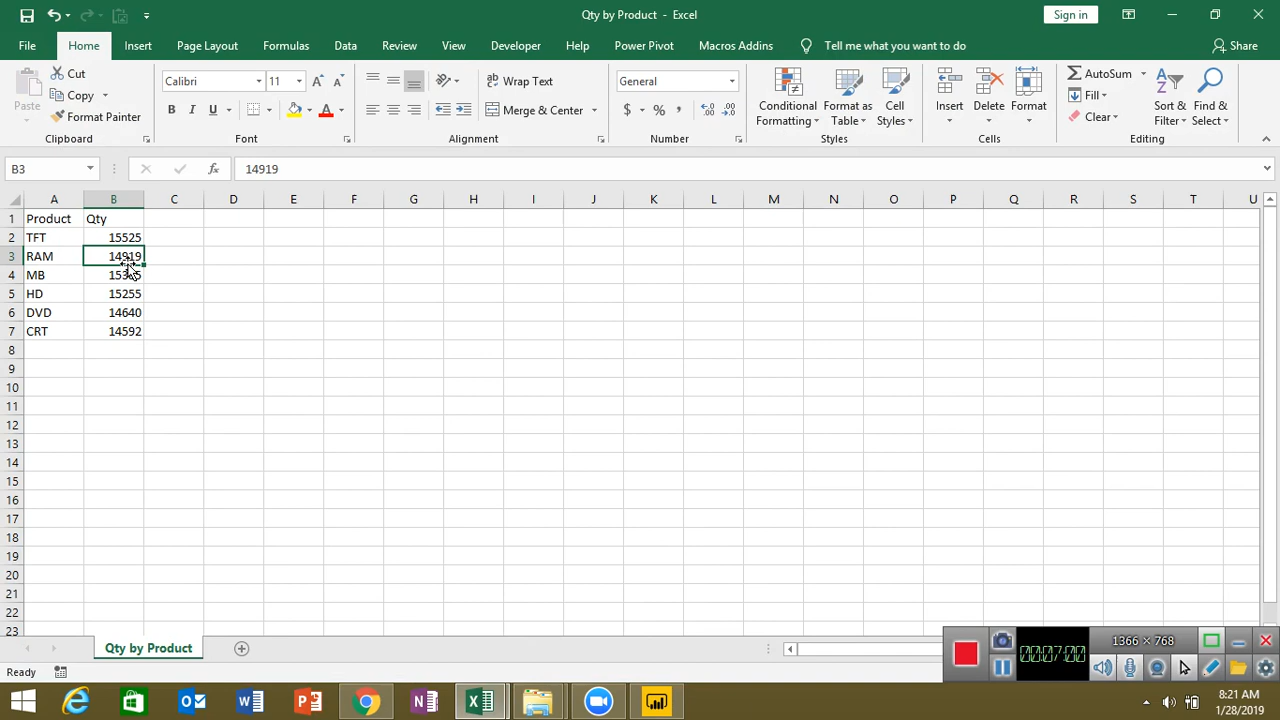 Qty by Product - Excel
Sign in
File Home Insert Page Layout Formulas Data Review View Developer Help Power Pivot Macros Addins Tell me what you want to do Share
Paste
Cut
Copy
Format Painter
Clipboard
Calibri 11
B I U
Font
Wrap Text
Merge & Center
Alignment
General
$ % ,
Number
Conditional Formatting
Format as Table
Cell Styles
Styles
Insert Delete Format
Cells
AutoSum
Fill
Clear
Sort & Filter
Find & Select
Editing
B3 fx 14919
A B C D E F G H I J K L M N O P Q R S T U
1 Product Qty
2 TFT 15525
3 RAM 14919
4 MB
5 HD 15255
6 DVD 14640
7 CRT 14592
8
9
10
11
12
13
14
15
16
17
18
19
20
21
22
23
Qty by Product
Ready
00:07:00
1366 × 768
8:21 AM
1/28/2019